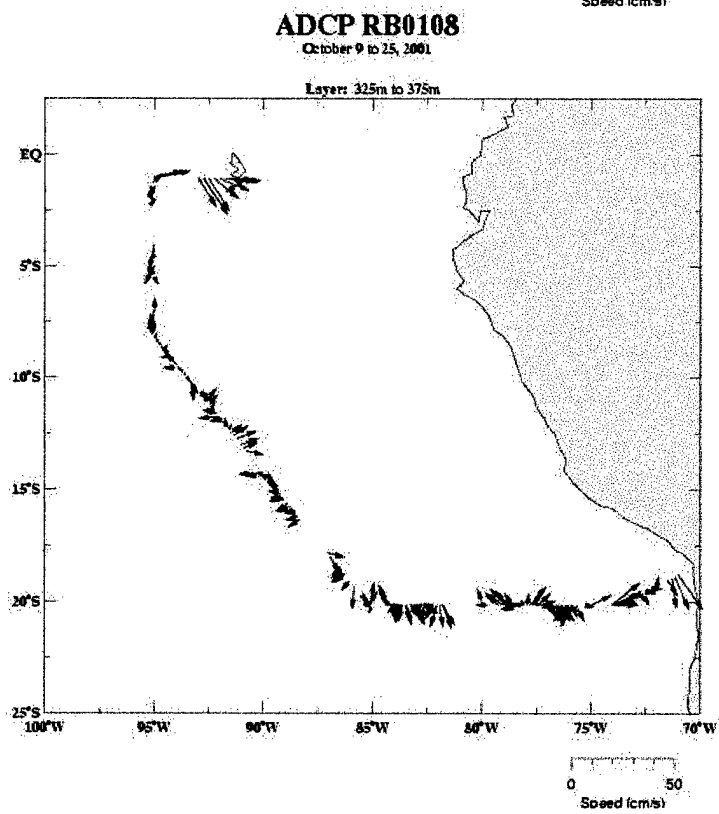 Speed (cm/s)
ADCP RB0108
October 9 to 25, 2001
Layer: 325m to 375m
EQ
5°S
10°S
15°S
20°S
25°S
100°W 95°W 90°W 85°W 80°W 75°W 70°W
0 50
Speed (cm/s)